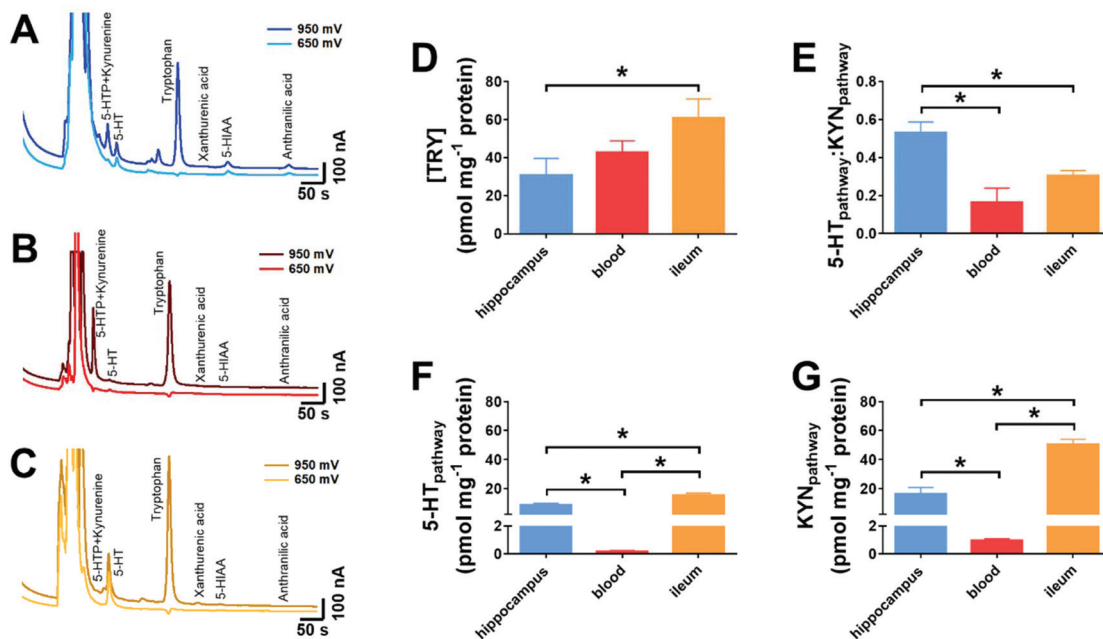 A
950 mV
650 mV
5-HTP+Kynurenine
5-HT
Tryptophan
Xanthurenic acid
5-HIAA
Anthranilic acid
50 s
100 nA
B
950 mV
650 mV
5-HTP+Kynurenine
5-HT
Tryptophan
Xanthurenic acid
5-HIAA
Anthranilic acid
50 s
100 nA
C
950 mV
650 mV
5-HTP+Kynurenine
5-HT
Tryptophan
Xanthurenic acid
5-HIAA
Anthranilic acid
50 s
100 nA
D
[TRY]
(pmol mg-1 protein)
80
60
40
20
0
*
hippocampus
blood
ileum
E
5-HTpathway:KYNpathway
0.8
0.6
0.4
0.2
0.0
*
*
hippocampus
blood
ileum
F
5-HTpathway
(pmol mg-1 protein)
80
60
40
20
2
0
*
*
*
hippocampus
blood
ileum
G
KYNpathway
(pmol mg-1 protein)
80
60
40
20
2
0
*
*
*
hippocampus
blood
ileum